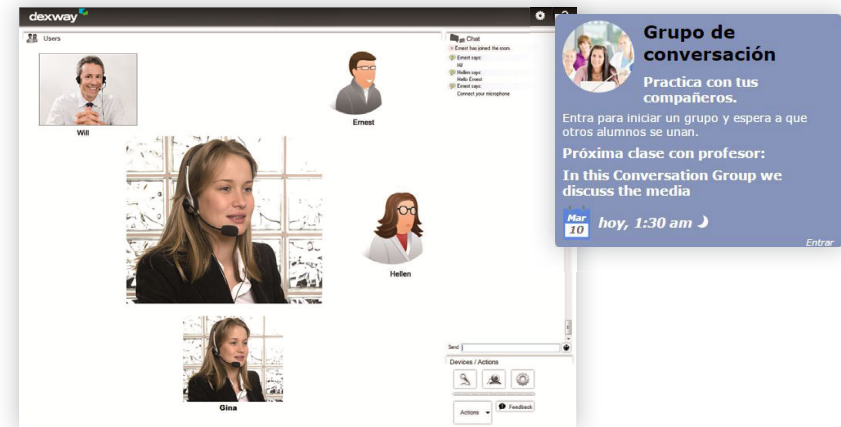 dexway
Users
Will
Ernest
Hellen
Gina
Chat
Ernest has joined the room.
Ernest says:
Hi!
Hellen says:
Hello Ernest
Ernest says:
Connect your microphone
Send
Devices / Actions
Actions
Feedback
Grupo de
conversación
Practica con tus
compañeros.
Entra para iniciar un grupo y espera a que
otros alumnos se unan.
Próxima clase con profesor:
In this Conversation Group we
discuss the media
Mar
10
hoy, 1:30 am
Entrar